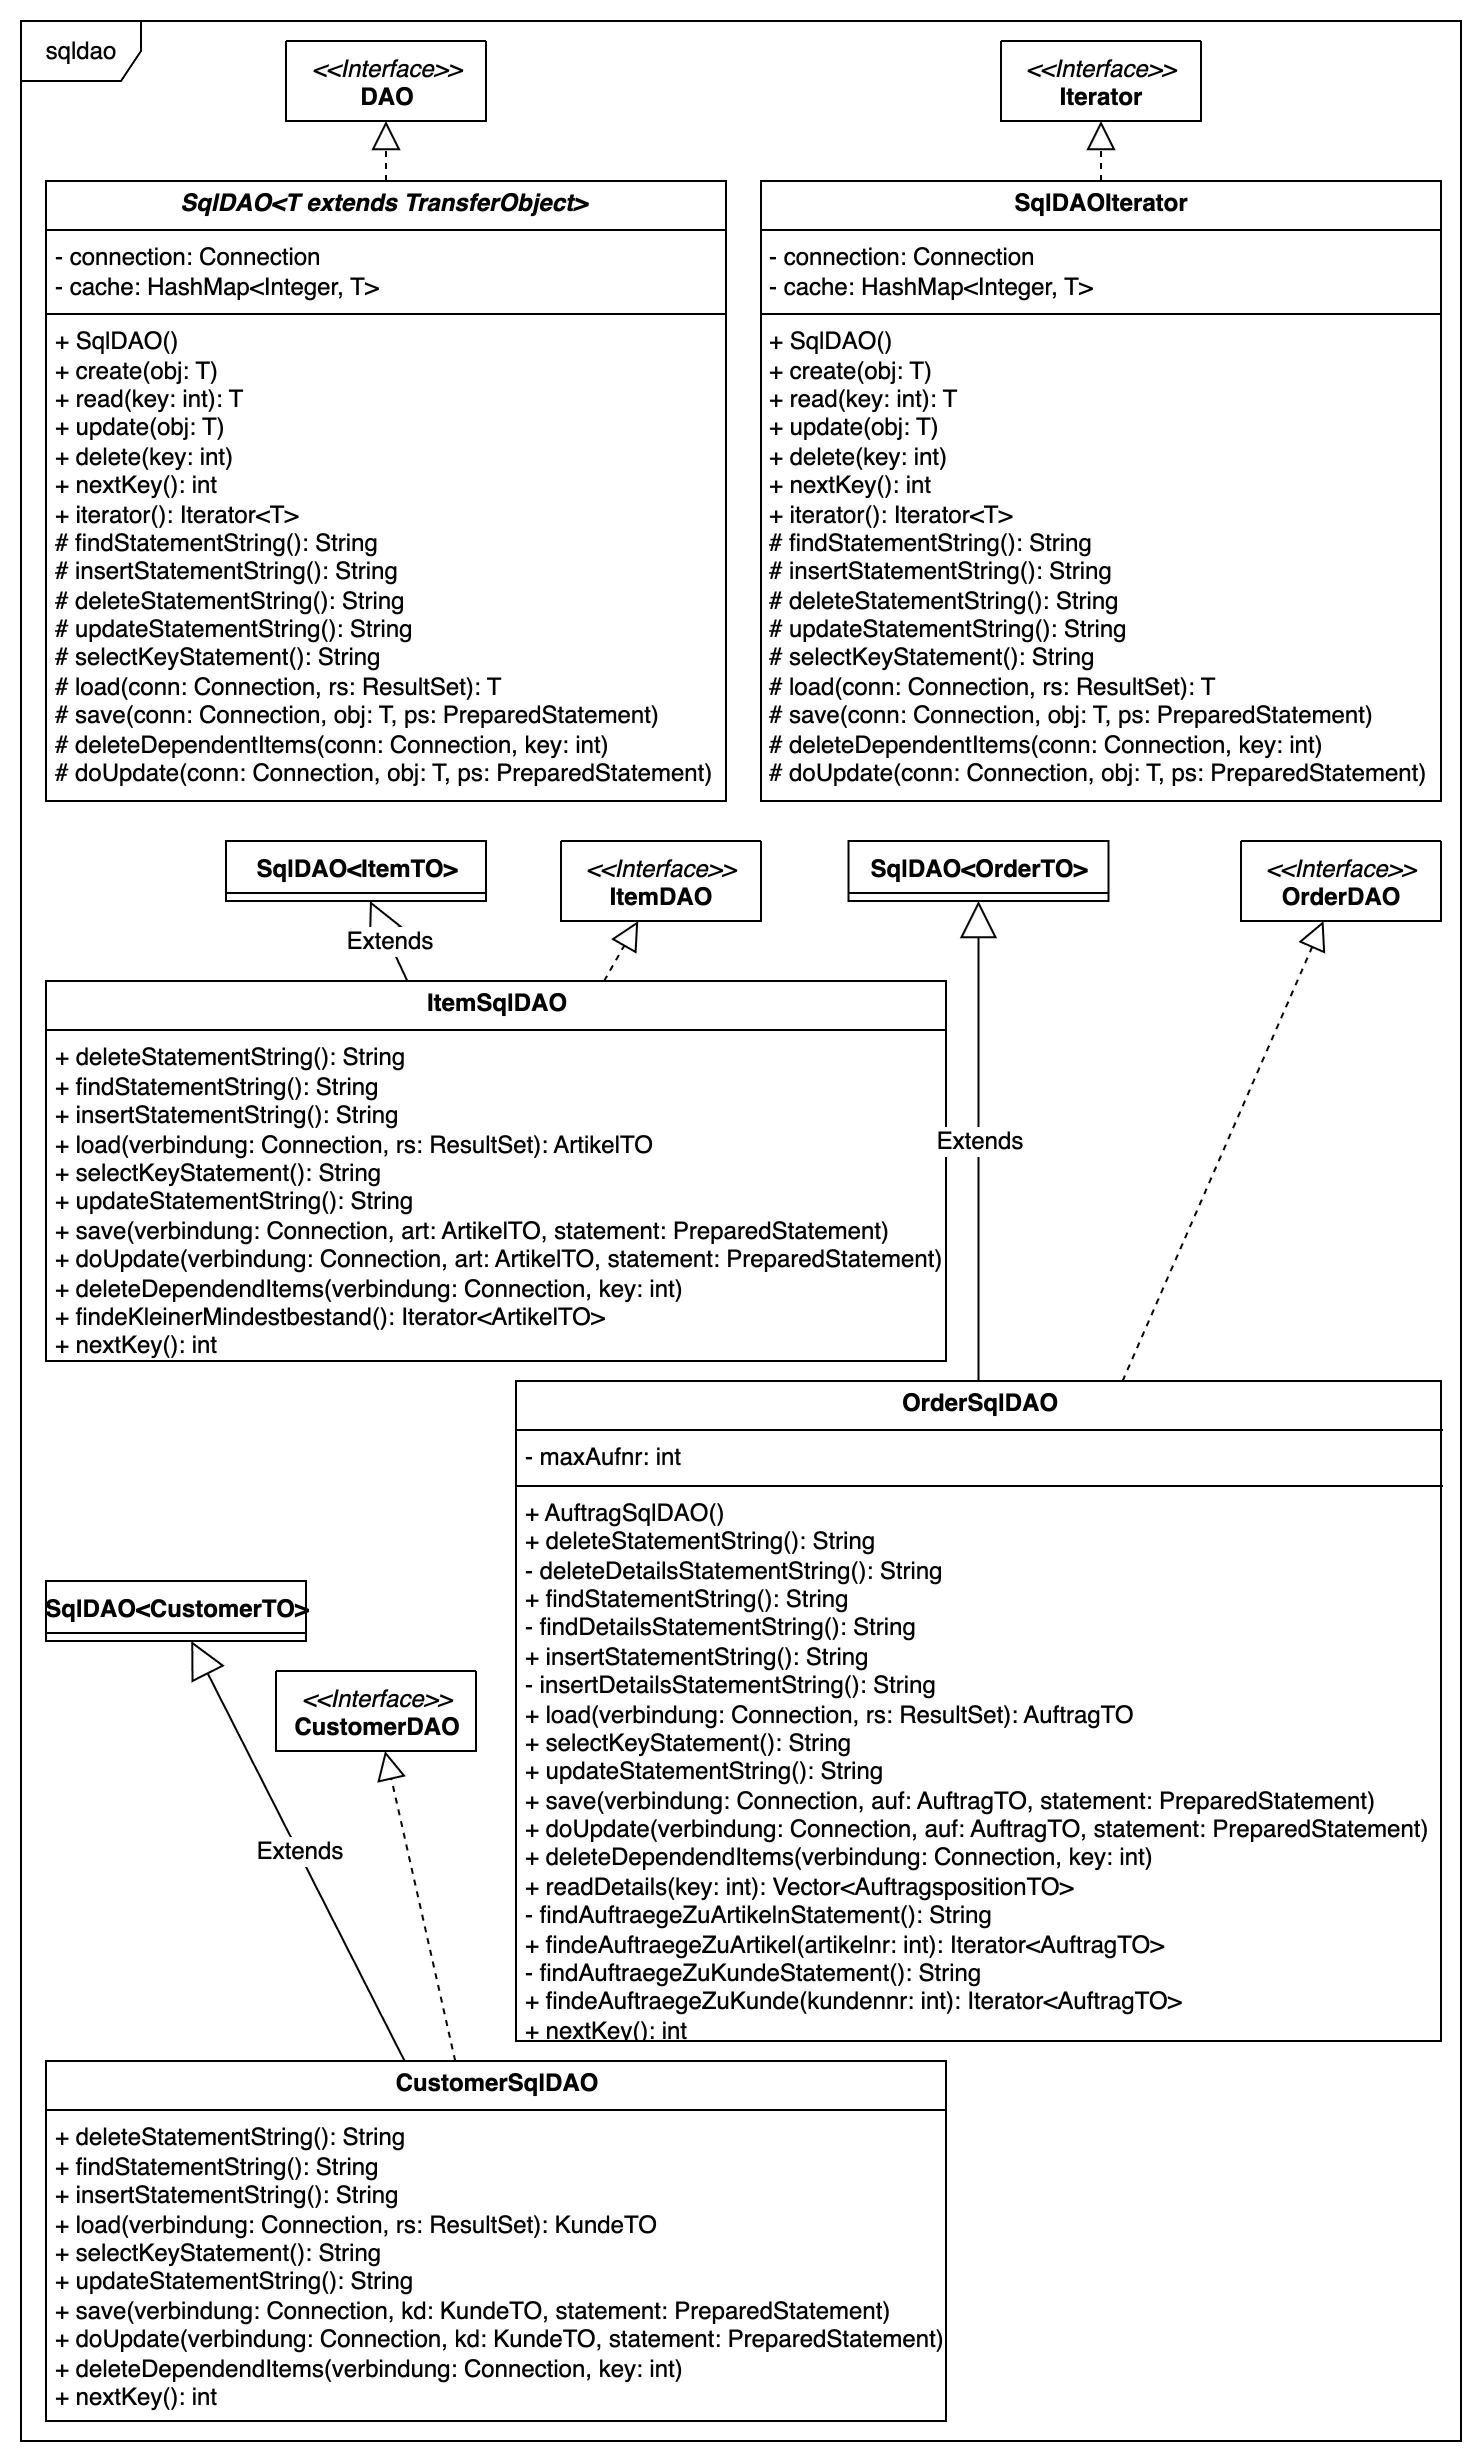 sqldao
<<Interface>>
DAO
<<Interface>>
Iterator
SqlDAO<T extends TransferObject>
- connection: Connection
- cache: HashMap<Integer, T>
+ SqlDAO()
+ create(obj: T)
+ read(key: int): T
+ update(obj: T)
+ delete(key: int)
+ nextKey(): int
+ iterator(): Iterator<T>
# findStatementString(): String
# insertStatementString(): String
# deleteStatementString(): String
# updateStatementString(): String
# selectKeyStatement(): String
# load(conn: Connection, rs: ResultSet): T
# save(conn: Connection, obj: T, ps: PreparedStatement)
# deleteDependentItems(conn: Connection, key: int)
# doUpdate(conn: Connection, obj: T, ps: PreparedStatement)
SqlDAOIterator
- connection: Connection
- cache: HashMap<Integer, T>
+ SqlDAO()
+ create(obj: T)
+ read(key: int): T
+ update(obj: T)
+ delete(key: int)
+ nextKey(): int
+ iterator(): Iterator<T>
# findStatementString(): String
# insertStatementString(): String
# deleteStatementString(): String
# updateStatementString(): String
# selectKeyStatement(): String
# load(conn: Connection, rs: ResultSet): T
# save(conn: Connection, obj: T, ps: PreparedStatement)
# deleteDependentItems(conn: Connection, key: int)
# doUpdate(conn: Connection, obj: T, ps: PreparedStatement)
SqlDAO<ItemTO>
<<Interface>>
ItemDAO
SqlDAO<OrderTO>
<<Interface>>
OrderDAO
Extends
ItemSqlDAO
+ deleteStatementString(): String
+ findStatementString(): String
+ insertStatementString(): String
+ load(verbindung: Connection, rs: ResultSet): ArtikelTO
+ selectKeyStatement(): String
+ updateStatementString(): String
+ save(verbindung: Connection, art: ArtikelTO, statement: PreparedStatement)
+ doUpdate(verbindung: Connection, art: ArtikelTO, statement: PreparedStatement)
+ deleteDependendItems(verbindung: Connection, key: int)
+ findeKleinerMindestbestand(): Iterator<ArtikelTO>
+ nextKey(): int
Extends
OrderSqlDAO
- maxAufnr: int
+ AuftragSqlDAO()
+ deleteStatementString(): String
- deleteDetailsStatementString(): String
+ findStatementString(): String
- findDetailsStatementString(): String
+ insertStatementString(): String
- insertDetailsStatementString(): String
+ load(verbindung: Connection, rs: ResultSet): AuftragTO
+ selectKeyStatement(): String
+ updateStatementString(): String
+ save(verbindung: Connection, auf: AuftragTO, statement: PreparedStatement)
+ doUpdate(verbindung: Connection, auf: AuftragTO, statement: PreparedStatement)
+ deleteDependendItems(verbindung: Connection, key: int)
+ readDetails(key: int): Vector<AuftragspositionTO>
- findAuftraegeZuArtikelnStatement(): String
+ findeAuftraegeZuArtikel(artikelnr: int): Iterator<AuftragTO>
- findAuftraegeZuKundeStatement(): String
+ findeAuftraegeZuKunde(kundennr: int): Iterator<AuftragTO>
+ nextKey(): int
SqlDAO<CustomerTO>
<<Interface>>
CustomerDAO
Extends
CustomerSqlDAO
+ deleteStatementString(): String
+ findStatementString(): String
+ insertStatementString(): String
+ load(verbindung: Connection, rs: ResultSet): KundeTO
+ selectKeyStatement(): String
+ updateStatementString(): String
+ save(verbindung: Connection, kd: KundeTO, statement: PreparedStatement)
+ doUpdate(verbindung: Connection, kd: KundeTO, statement: PreparedStatement)
+ deleteDependendItems(verbindung: Connection, key: int)
+ nextKey(): int